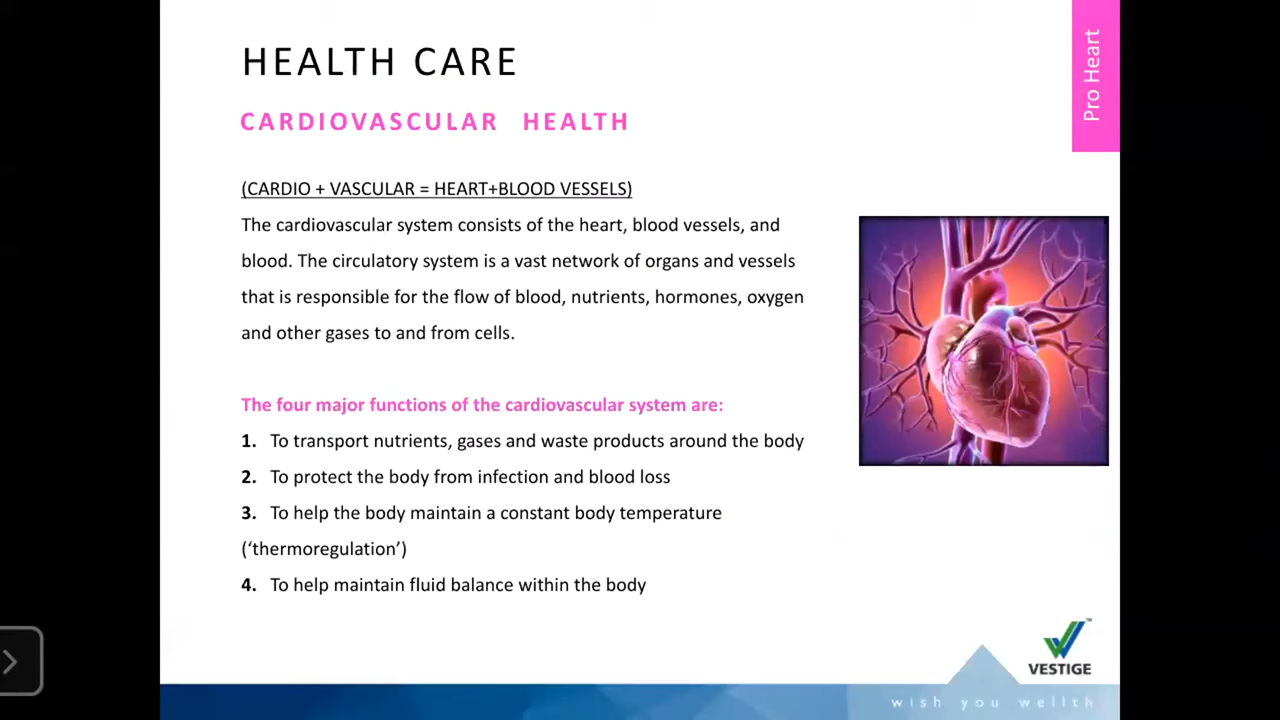 HEALTH CARE
Pro Heart
CARDIOVASCULAR HEALTH
(CARDIO + VASCULAR = HEART+BLOOD VESSELS)
The cardiovascular system consists of the heart, blood vessels, and
blood. The circulatory system is a vast network of organs and vessels
that is responsible for the flow of blood, nutrients, hormones, oxygen
and other gases to and from cells.
The four major functions of the cardiovascular system are:
1. To transport nutrients, gases and waste products around the body
2. To protect the body from infection and blood loss
3. To help the body maintain a constant body temperature
(‘thermoregulation’)
4. To help maintain fluid balance within the body
VESTIGE
wish you wellth